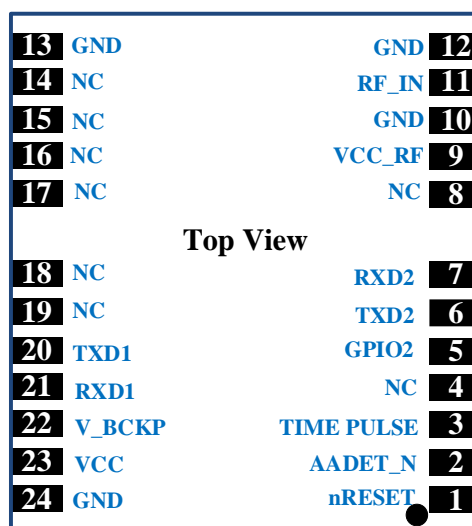 13 GND GND 12
14 NC RF_IN 11
15 NC GND 10
16 NC VCC_RF 9
17 NC NC 8
Top View
18 NC RXD2 7
19 NC TXD2 6
20 TXD1 GPIO2 5
21 RXD1 NC 4
22 V_BCKP TIME PULSE 3
23 VCC AADET_N 2
24 GND nRESET 1